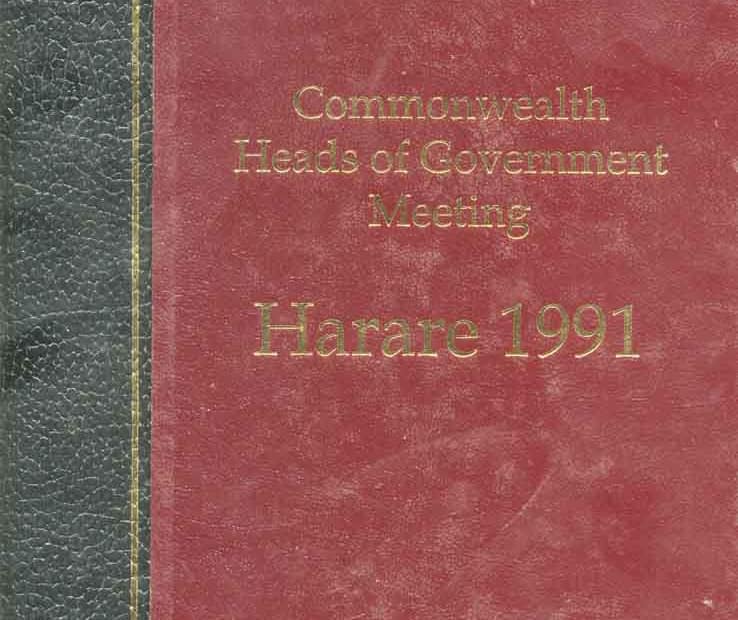 Commonwealth
Heads of Government
Meeting
Harare 1991